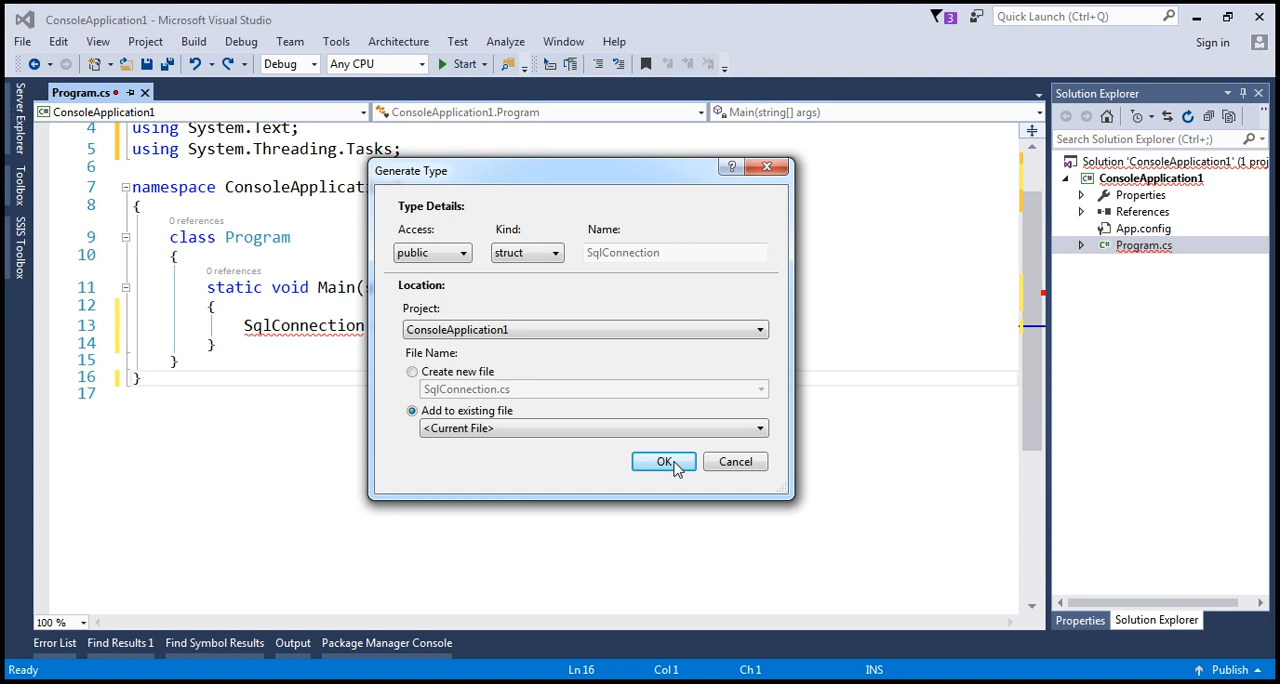 ConsoleApplication1 - Microsoft Visual Studio
3
Quick Launch (Ctrl+Q)
File Edit View Project Build Debug Team Tools Architecture Test Analyze Window Help
Sign in
Debug Any CPU Start
Program.cs
Server Explorer
Toolbox
SSIS Toolbox
C# ConsoleApplication1
ConsoleApplication1.Program
Main(string[] args)
4 using System.Text;
5 using System.Threading.Tasks;
6
7 namespace ConsoleApplicati
8 {
0 references
9 class Program
10 {
0 references
11 static void Main(s
12 {
13 SqlConnection
14 }
15 }
16 }
17
Generate Type
?
Type Details:
Access: Kind: Name:
public struct SqlConnection
Location:
Project:
ConsoleApplication1
File Name:
Create new file
SqlConnection.cs
Add to existing file
<Current File>
OK Cancel
Solution Explorer
Search Solution Explorer (Ctrl+;)
Solution 'ConsoleApplication1' (1 proj
C# ConsoleApplication1
Properties
References
App.config
C# Program.cs
100 %
Properties Solution Explorer
Error List Find Results 1 Find Symbol Results Output Package Manager Console
Ready Ln 16 Col 1 Ch 1 INS Publish